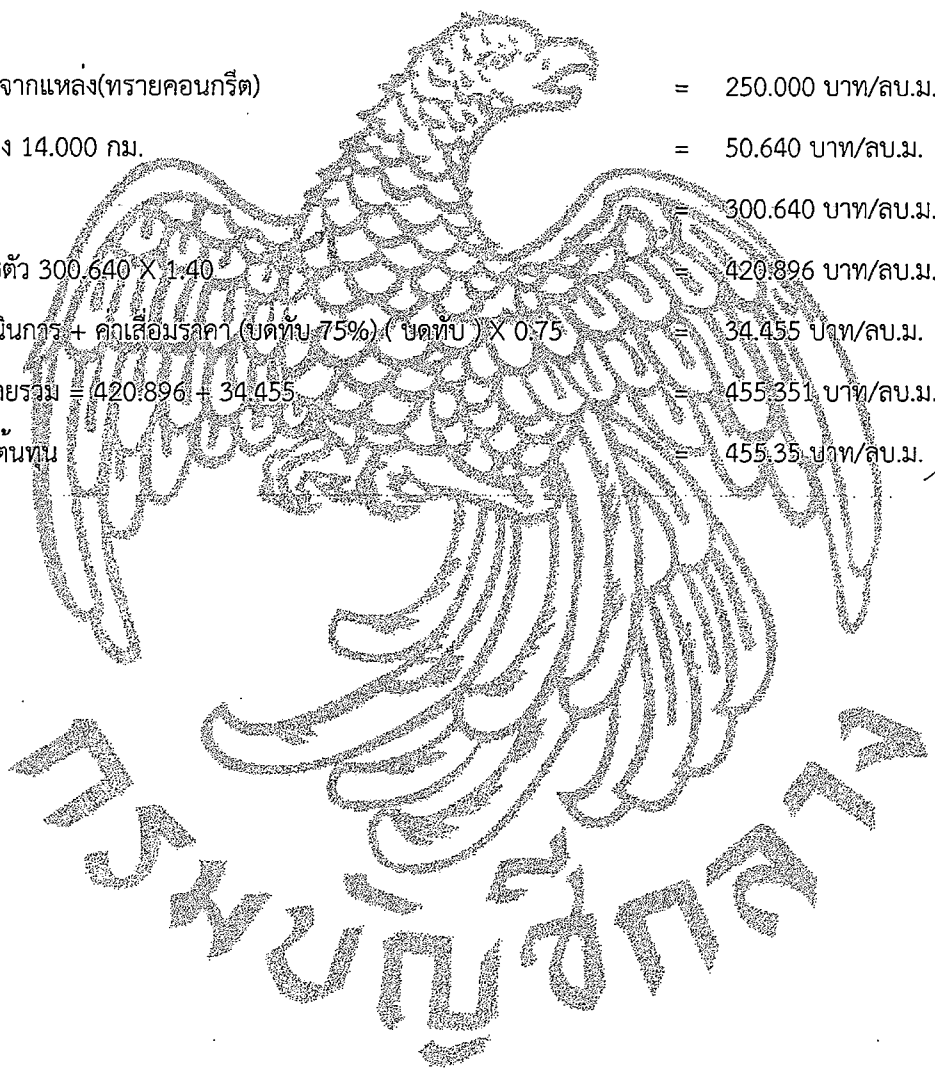 จากแหล่ง(ทรายคอนกรีต) = 250.000 บาท/ลบ.ม.
ง 14.000 กม. = 50.640 บาท/ลบ.ม.
= 300.640 บาท/ลบ.ม.
ตัว 300.640 X 1.40 = 420.896 บาท/ลบ.ม.
นินการ + ค่าเสื่อมราคา (บดทับ 75%) ( บดทับ ) X 0.75 = 34.455 บาท/ลบ.ม.
ายรวม = 420.896 + 34.455 = 455.351 บาท/ลบ.ม.
ต้นทุน = 455.35 บาท/ลบ.ม.
กรมบัญชีกลาง